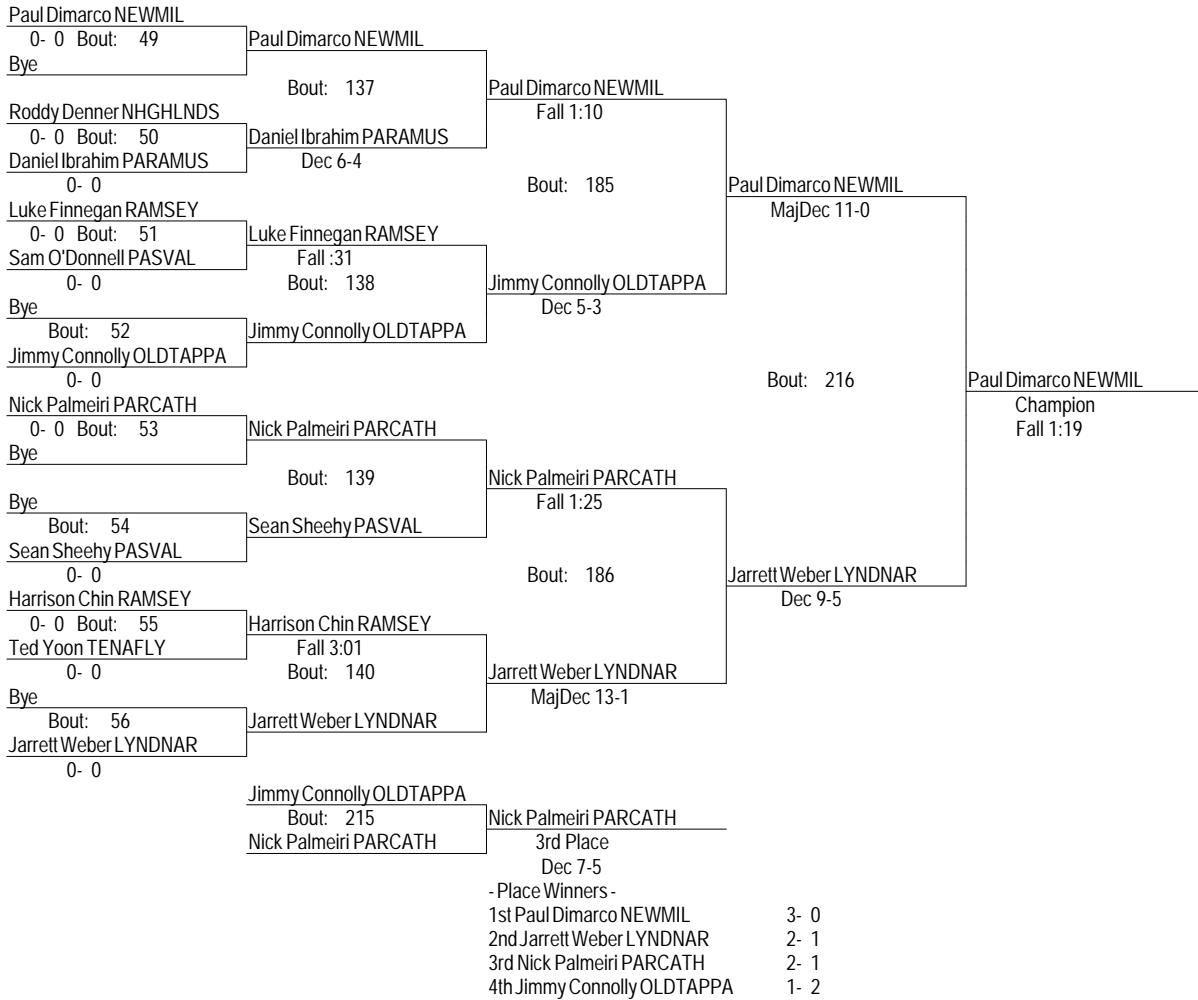 Paul Dimarco NEWMIL
0- 0 Bout: 49
Paul Dimarco NEWMIL
Bye
Bout: 137
Paul Dimarco NEWMIL
Roddy Denner NHGHLNDS
Fall 1:10
0- 0 Bout: 50
Daniel Ibrahim PARAMUS
Daniel Ibrahim PARAMUS
Dec 6-4
0- 0
Bout: 185
Paul Dimarco NEWMIL
Luke Finnegan RAMSEY
MajDec 11-0
0- 0 Bout: 51
Luke Finnegan RAMSEY
Sam O'Donnell PASVAL
Fall :31
0- 0
Bout: 138
Jimmy Connolly OLDTAPPA
Bye
Dec 5-3
Bout: 52
Jimmy Connolly OLDTAPPA
Jimmy Connolly OLDTAPPA
0- 0
Bout: 216
Paul Dimarco NEWMIL
Nick Palmeiri PARCATH
Champion
0- 0 Bout: 53
Nick Palmeiri PARCATH
Fall 1:19
Bye
Bout: 139
Nick Palmeiri PARCATH
Bye
Fall 1:25
Bout: 54
Sean Sheehy PASVAL
Sean Sheehy PASVAL
0- 0
Bout: 186
Jarrett Weber LYNDNAR
Harrison Chin RAMSEY
Dec 9-5
0- 0 Bout: 55
Harrison Chin RAMSEY
Ted Yoon TENAFLY
Fall 3:01
0- 0
Bout: 140
Jarrett Weber LYNDNAR
Bye
MajDec 13-1
Bout: 56
Jarrett Weber LYNDNAR
Jarrett Weber LYNDNAR
0- 0
Jimmy Connolly OLDTAPPA
Bout: 215
Nick Palmeiri PARCATH
Nick Palmeiri PARCATH
3rd Place
Dec 7-5
- Place Winners -
1st Paul Dimarco NEWMIL 3- 0
2nd Jarrett Weber LYNDNAR 2- 1
3rd Nick Palmeiri PARCATH 2- 1
4th Jimmy Connolly OLDTAPPA 1- 2